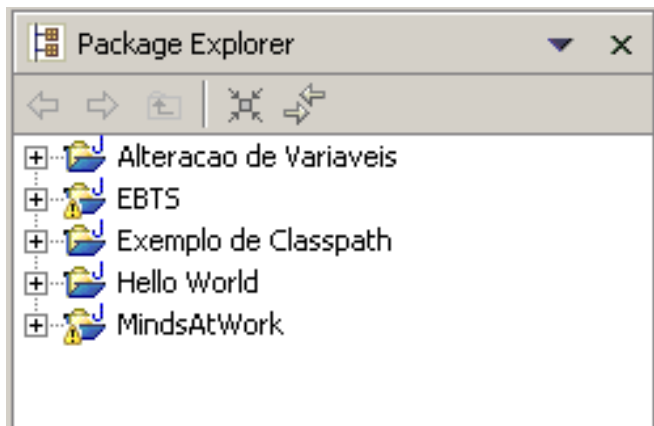 Package Explorer
Alteracao de Variaveis
EBTS
Exemplo de Classpath
Hello World
MindsAtWork